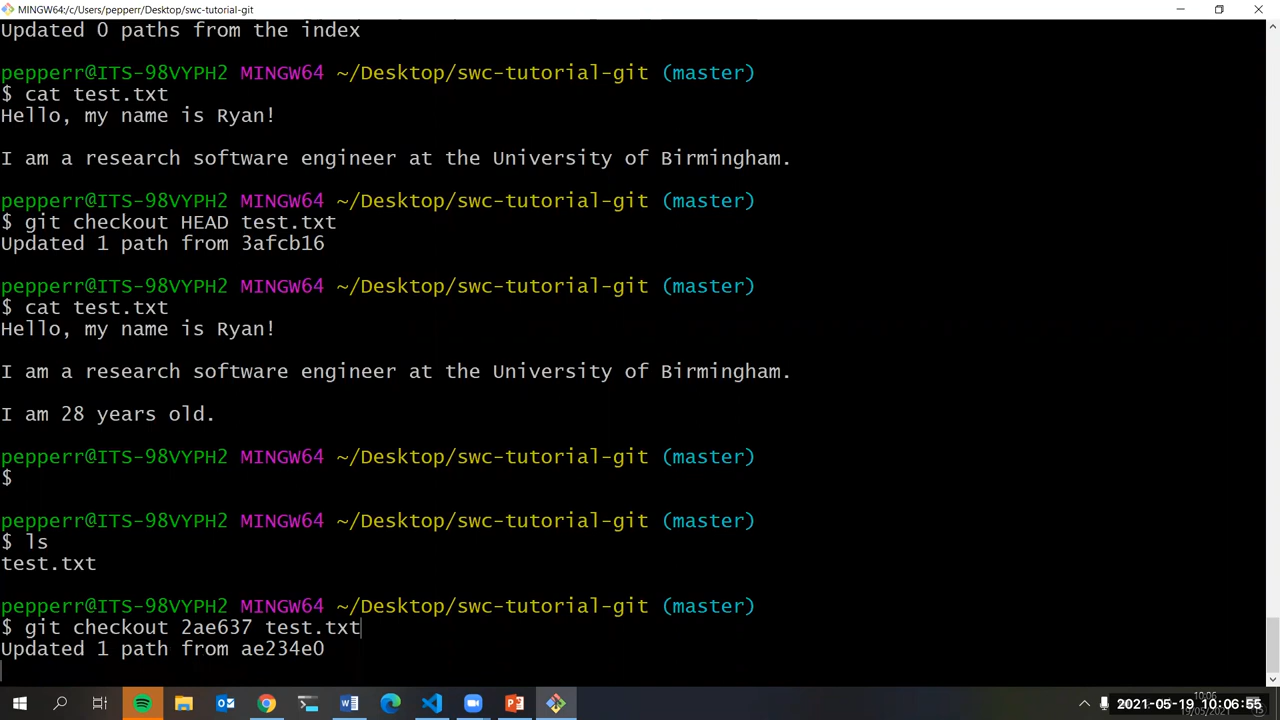 MINGW64:/c/Users/pepperr/Desktop/swc-tutorial-git
Updated 0 paths from the index
pepperr@ITS-98VYPH2 MINGW64 ~/Desktop/swc-tutorial-git (master)
$ cat test.txt
Hello, my name is Ryan!
I am a research software engineer at the University of Birmingham.
pepperr@ITS-98VYPH2 MINGW64 ~/Desktop/swc-tutorial-git (master)
$ git checkout HEAD test.txt
Updated 1 path from 3afcb16
pepperr@ITS-98VYPH2 MINGW64 ~/Desktop/swc-tutorial-git (master)
$ cat test.txt
Hello, my name is Ryan!
I am a research software engineer at the University of Birmingham.
I am 28 years old.
pepperr@ITS-98VYPH2 MINGW64 ~/Desktop/swc-tutorial-git (master)
$
pepperr@ITS-98VYPH2 MINGW64 ~/Desktop/swc-tutorial-git (master)
$ ls
test.txt
pepperr@ITS-98VYPH2 MINGW64 ~/Desktop/swc-tutorial-git (master)
$ git checkout 2ae637 test.txt
Updated 1 path from ae234e0
10:06
2021-05-19 10:06:55